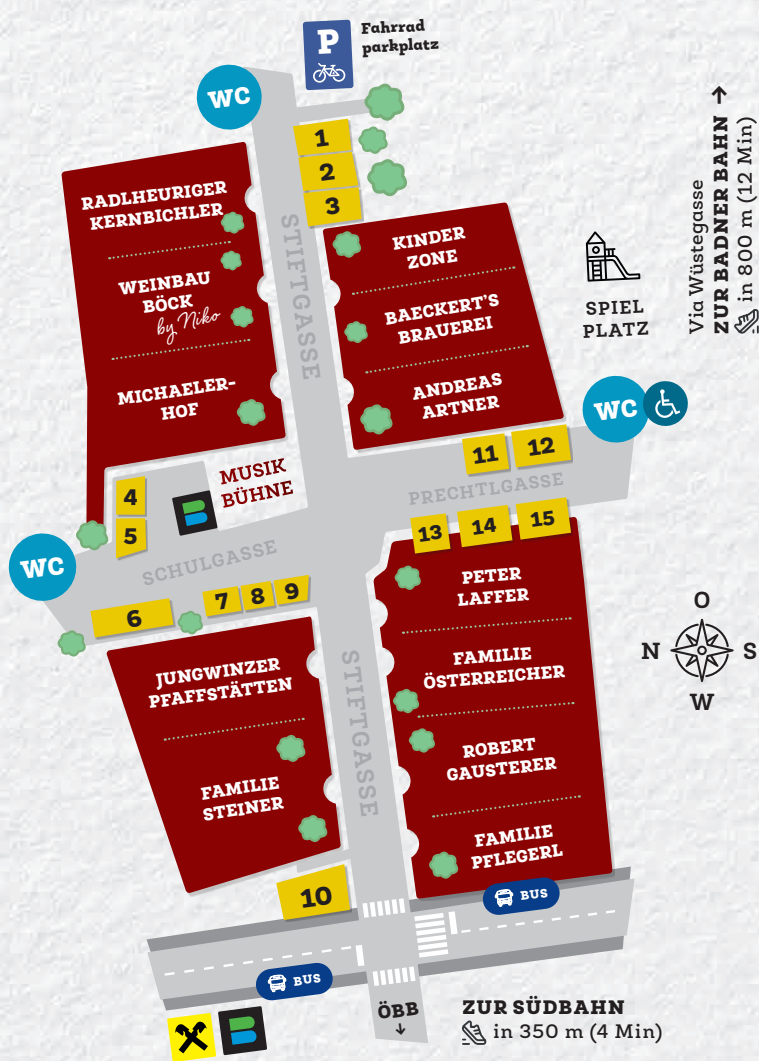 P
Fahrrad
parkplatz
WC
1
2
3
RADLHEURIGER
KERNBICHLER
WEINBAU
BÖCK
by Niko
MICHAELER-
HOF
STIFTGASSE
KINDER
ZONE
BAECKERT'S
BRAUEREI
ANDREAS
ARTNER
SPIEL
PLATZ
Via Wüstegasse
ZUR BADNER BAHN →
in 800 m (12 Min)
WC
11
12
PRECHTLGASSE
13
14
15
4
5
MUSIK
BÜHNE
B
WC
SCHULGASSE
6
7
8
9
JUNGWINZER
PFAFFSTÄTTEN
FAMILIE
STEINER
STIFTGASSE
PETER
LAFFER
FAMILIE
ÖSTERREICHER
ROBERT
GAUSTERER
FAMILIE
PFLEGERL
O
N
S
W
10
BUS
BUS
ÖBB
↓
B
ZUR SÜDBAHN
in 350 m (4 Min)